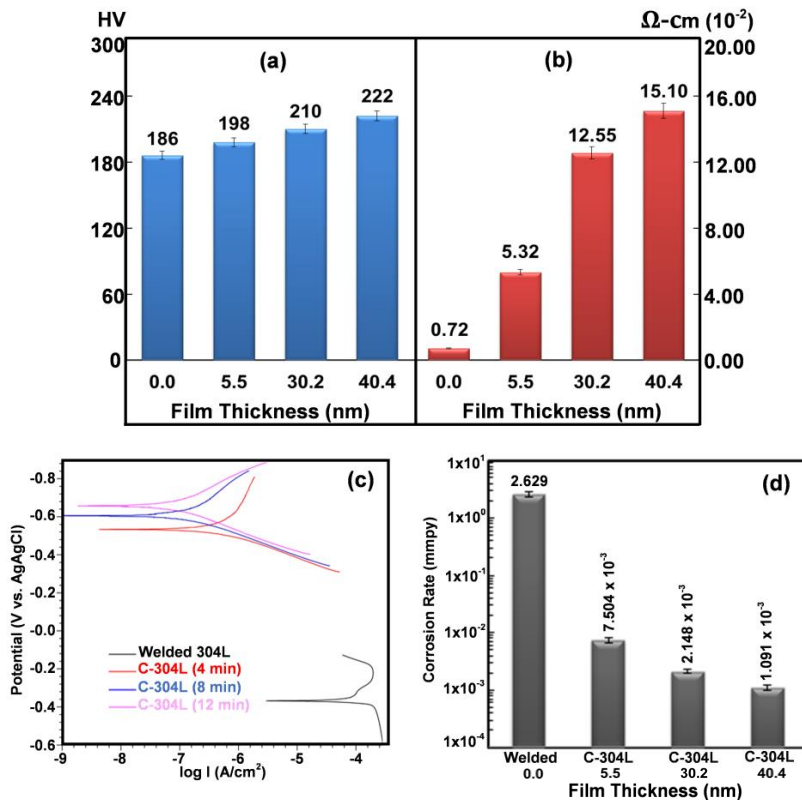 HV
Ω-cm (10⁻²)
300
240
180
120
60
0
(a)
186
198
210
222
0.0
5.5
30.2
40.4
Film Thickness (nm)
(b)
0.72
5.32
12.55
15.10
0.0
5.5
30.2
40.4
Film Thickness (nm)
20.00
16.00
12.00
8.00
4.00
0.00
(c)
Potential (V vs. AgAgCl)
-0.8
-0.6
-0.4
-0.0
-0.2
-0.4
-0.6
Welded 304L
C-304L (4 min)
C-304L (8 min)
C-304L (12 min)
-9
-8
-7
-6
-5
-4
log I (A/cm²)
(d)
Corrosion Rate (mmpy)
1x10¹
1x10⁰
1x10⁻¹
1x10⁻²
1x10⁻³
1x10⁻⁴
2.629
7.504 x 10⁻³
2.148 x 10⁻³
1.091 x 10⁻³
Welded
0.0
C-304L
5.5
C-304L
30.2
C-304L
40.4
Film Thickness (nm)